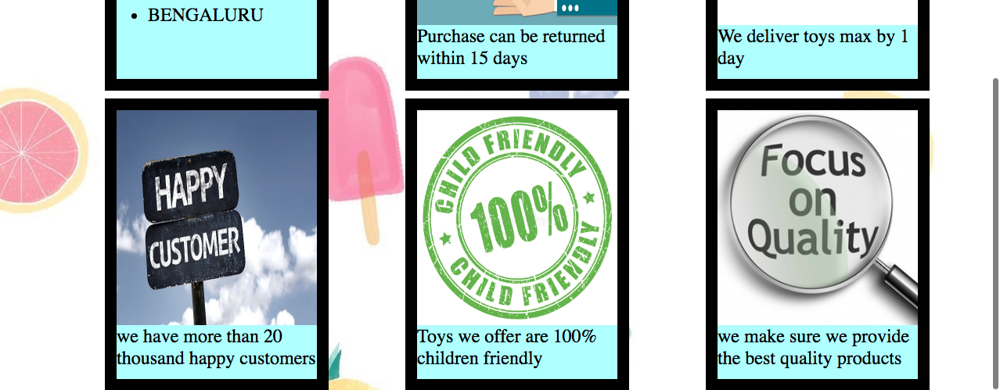 BENGALURU
Purchase can be returned
within 15 days
We deliver toys max by 1
day
HAPPY
CUSTOMER
we have more than 20
thousand happy customers
CHILD FRIENDLY
100%
CHILD FRIENDLY
Toys we offer are 100%
children friendly
Focus
on
Quality
we make sure we provide
the best quality products